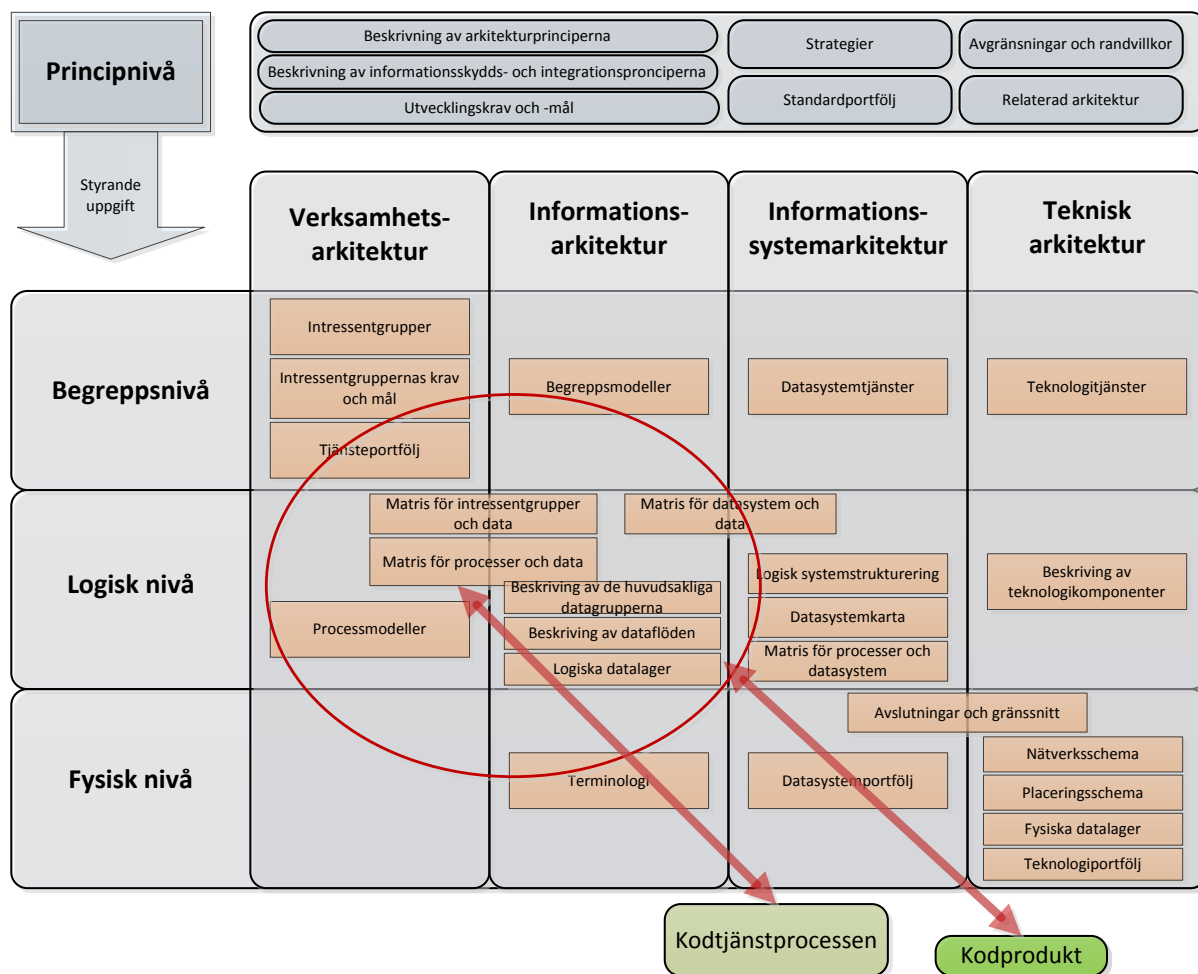 Principnivå
Styrande
uppgift
Beskrivning av arkitekturprinciperna
Beskrivning av informationsskydds- och integrationspronciperna
Utvecklingskrav och -mål
Strategier
Standardportfölj
Avgränsningar och randvillkor
Relaterad arkitektur
Verksamhets-
arkitektur
Informations-
arkitektur
Informations-
systemarkitektur
Teknisk
arkitektur
Begreppsnivå
Intressentgrupper
Intressentgruppernas krav
och mål
Tjänsteportfölj
Begreppsmodeller
Datasystemtjänster
Teknologitjänster
Logisk nivå
Matris för intressentgrupper
och data
Matris för processer och data
Processmodeller
Beskriving av de huvudsakliga
datagrupperna
Beskriving av dataflöden
Logiska datalager
Matris för datasystem och
data
Logisk systemstrukturering
Datasystemkarta
Matris för processer och
datasystem
Beskriving av
teknologikomponenter
Fysisk nivå
Terminologi
Datasystemportfölj
Avslutningar och gränssnitt
Nätverksschema
Placeringsschema
Fysiska datalager
Teknologiportfölj
Kodtjänstprocessen
Kodprodukt